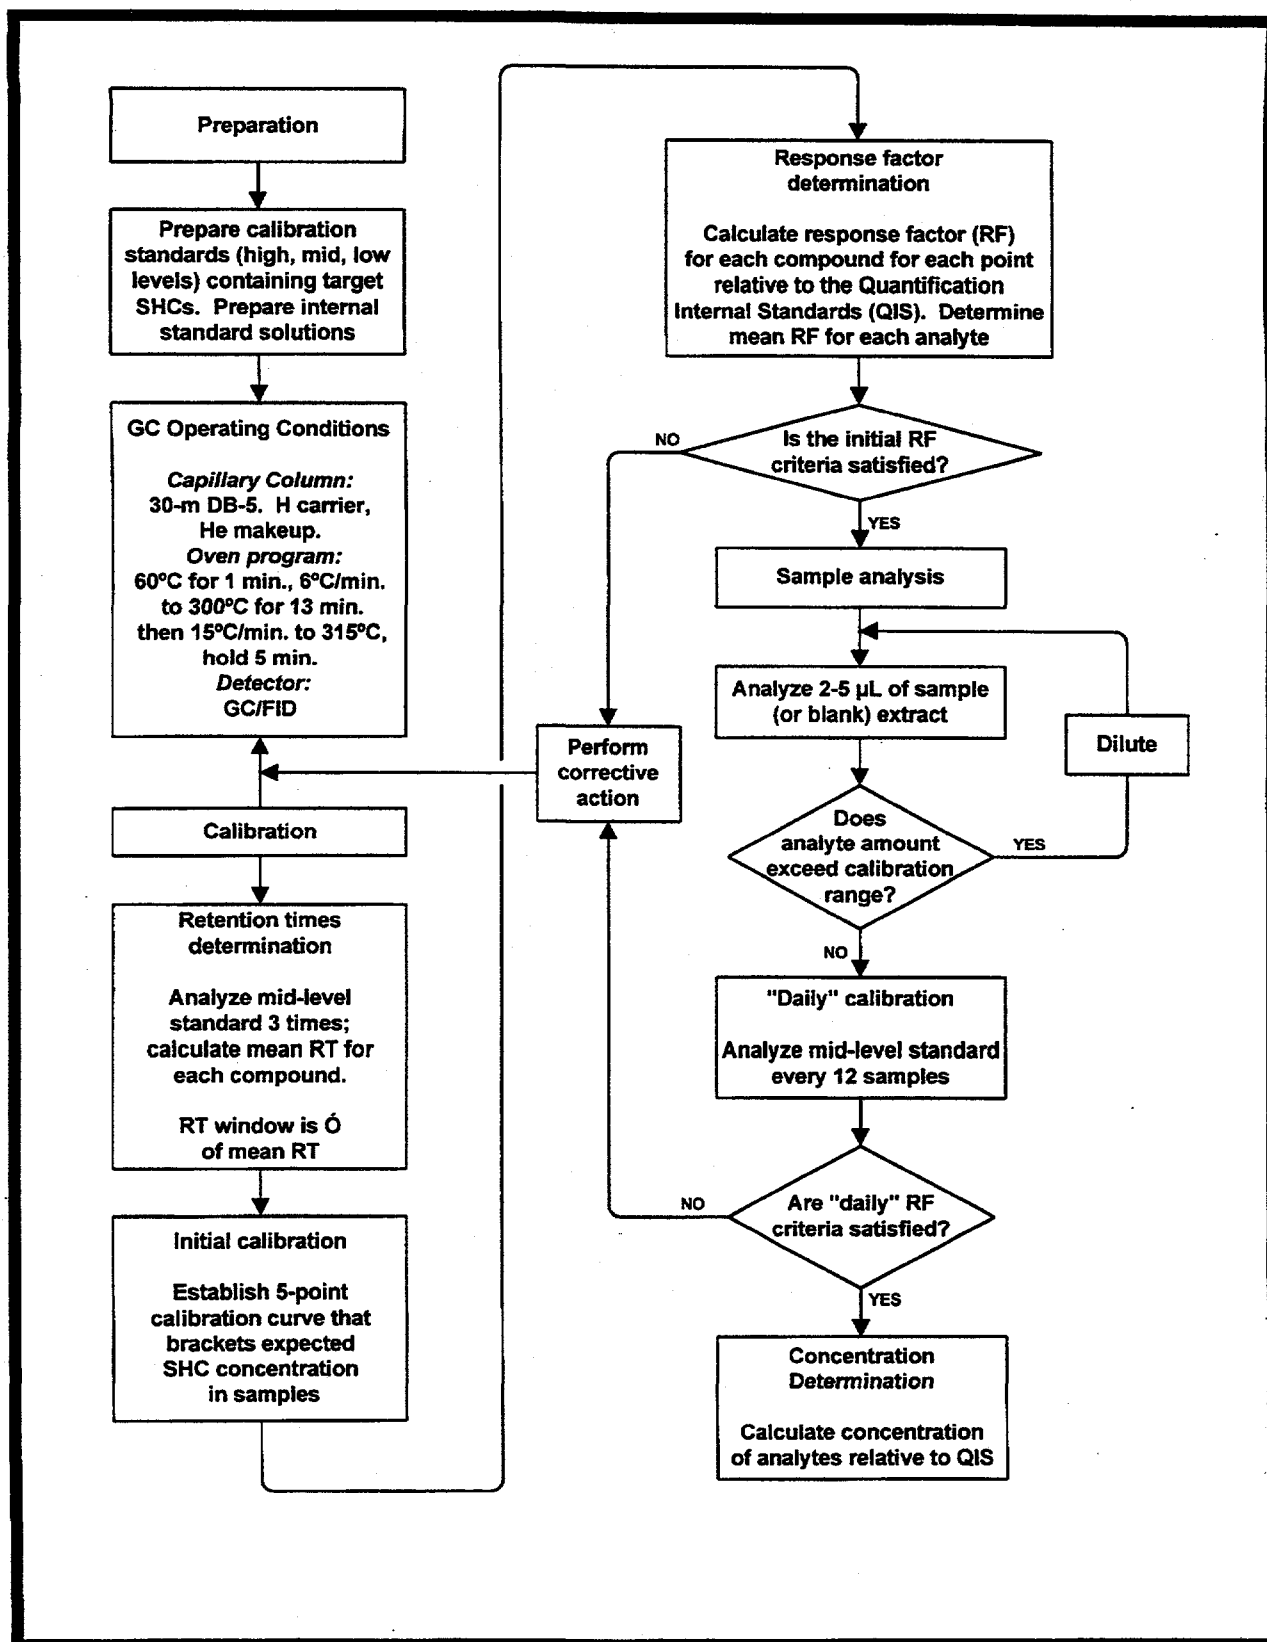 Preparation
Prepare calibration
standards (high, mid, low
levels) containing target
SHCs. Prepare internal
standard solutions
GC Operating Conditions
Capillary Column:
30-m DB-5. H carrier,
He makeup.
Oven program:
60ºC for 1 min., 6ºC/min.
to 300ºC for 13 min.
then 15ºC/min. to 315ºC,
hold 5 min.
Detector:
GC/FID
Calibration
Retention times
determination
Analyze mid-level
standard 3 times;
calculate mean RT for
each compound.
RT window is Ó
of mean RT
Initial calibration
Establish 5-point
calibration curve that
brackets expected
SHC concentration
in samples
Response factor
determination
Calculate response factor (RF)
for each compound for each point
relative to the Quantification
Internal Standards (QIS). Determine
mean RF for each analyte
Is the initial RF
criteria satisfied?
NO
YES
Perform
corrective
action
Sample analysis
Analyze 2-5 µL of sample
(or blank) extract
Dilute
Does
analyte amount
exceed calibration
range?
YES
NO
"Daily" calibration
Analyze mid-level standard
every 12 samples
Are "daily" RF
criteria satisfied?
NO
YES
Concentration
Determination
Calculate concentration
of analytes relative to QIS